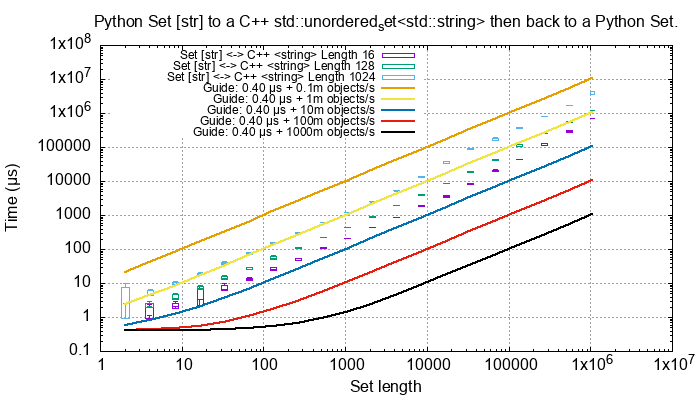 Python Set [str] to a C++ std::unordered_set<std::string> then back to a Python Set.
Set [str] <-> C++ <string> Length 16
Set [str] <-> C++ <string> Length 128
Set [str] <-> C++ <string> Length 1024
Guide: 0.40 µs + 0.1m objects/s
Guide: 0.40 µs + 1m objects/s
Guide: 0.40 µs + 10m objects/s
Guide: 0.40 µs + 100m objects/s
Guide: 0.40 µs + 1000m objects/s
Time (µs)
1x10^8
1x10^7
1x10^6
100000
10000
1000
100
10
1
0.1
1 10 100 1000 10000 100000 1x10^6 1x10^7
Set length